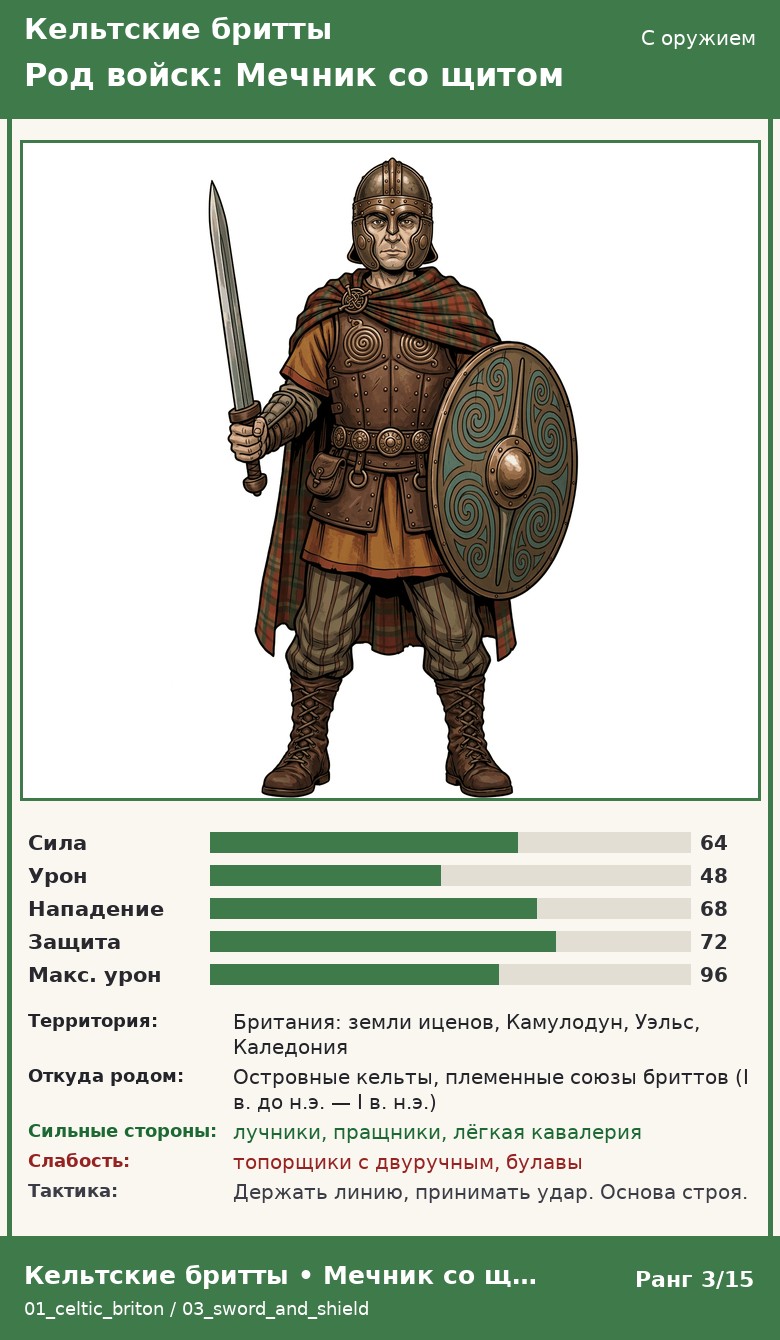 Кельтские бритты
С оружием
Род войск: Мечник со щитом
Сила 64
Урон 48
Нападение 68
Защита 72
Макс. урон 96
Территория: Британия: земли иценов, Камулодун, Уэльс,
Каледония
Откуда родом: Островные кельты, племенные союзы бриттов (I
в. до н.э. — I в. н.э.)
Сильные стороны: лучники, пращники, лёгкая кавалерия
Слабость: топорщики с двуручным, булавы
Тактика: Держать линию, принимать удар. Основа строя.
Кельтские бритты • Мечник со щ…
Ранг 3/15
01_celtic_briton / 03_sword_and_shield